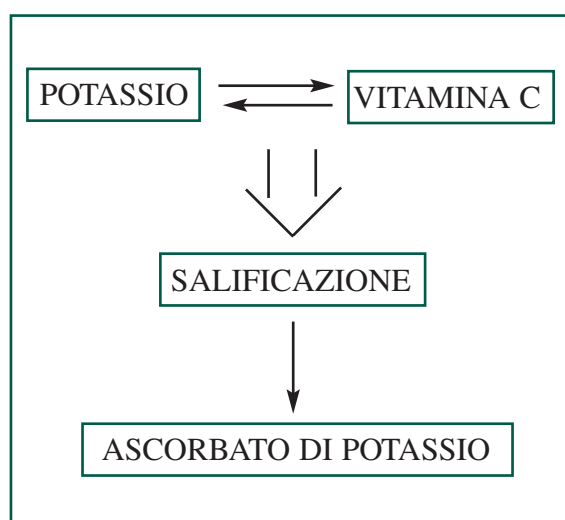 POTASSIO
VITAMINA C
SALIFICAZIONE
ASCORBATO DI POTASSIO